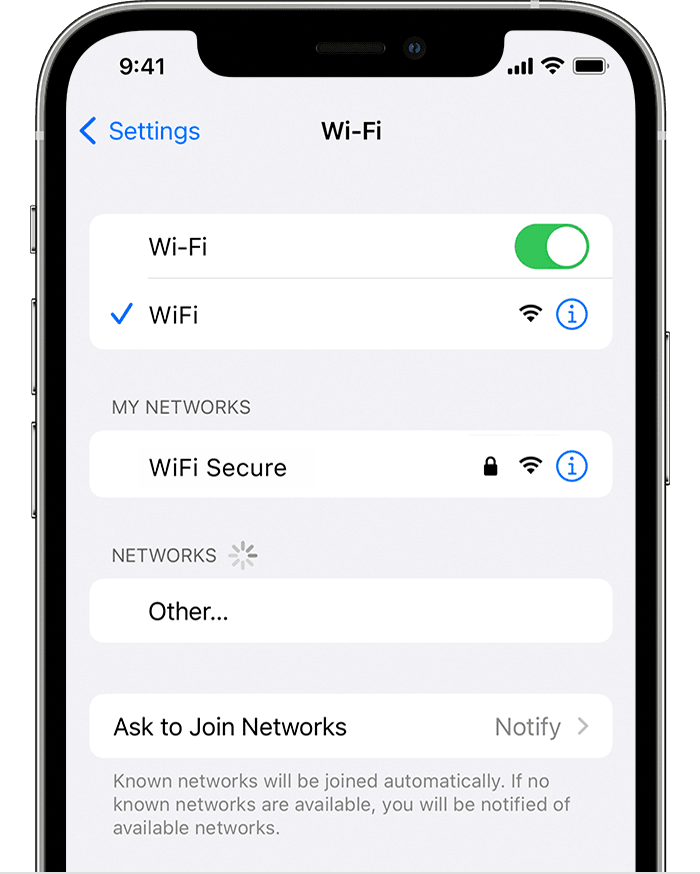 9:41
Settings
Wi-Fi
Wi-Fi
WiFi
MY NETWORKS
WiFi Secure
NETWORKS
Other...
Ask to Join Networks Notify
Known networks will be joined automatically. If no
known networks are available, you will be notified of
available networks.